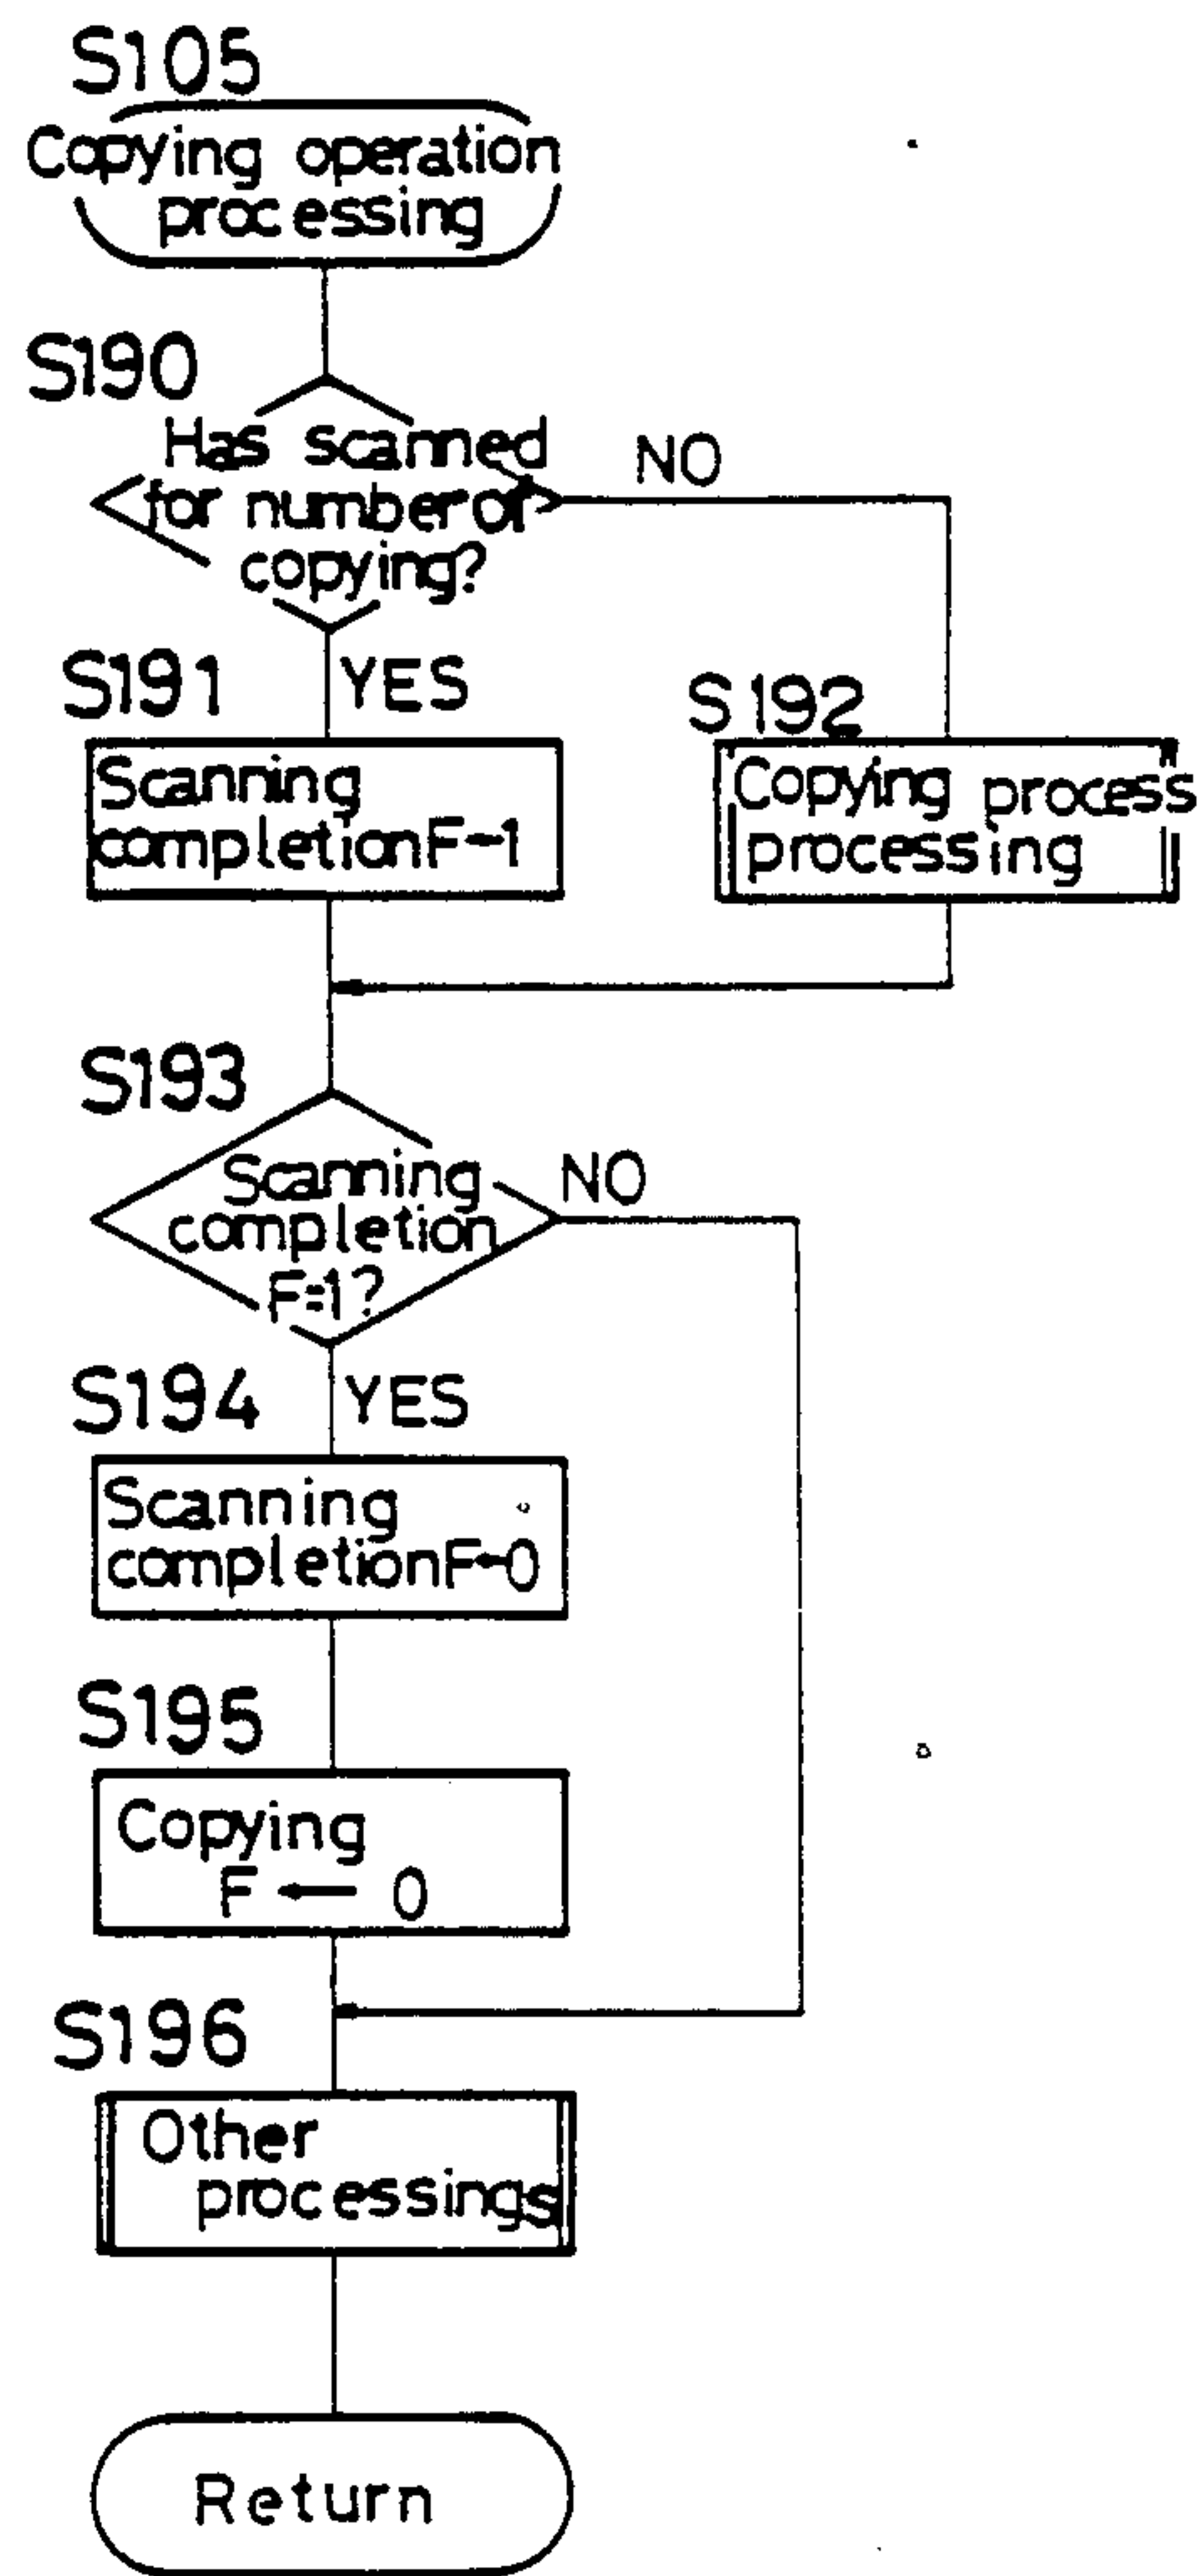 S105
Copying operation
processing
S190
Has scanned
for number of
copying?
NO
S191
YES
S192
Scanning
completionF←1
Copying process
processing
S193
Scanning
completion
F=1?
NO
S194
YES
Scanning
completionF←0
S195
Copying
F ← 0
S196
Other
processings
Return